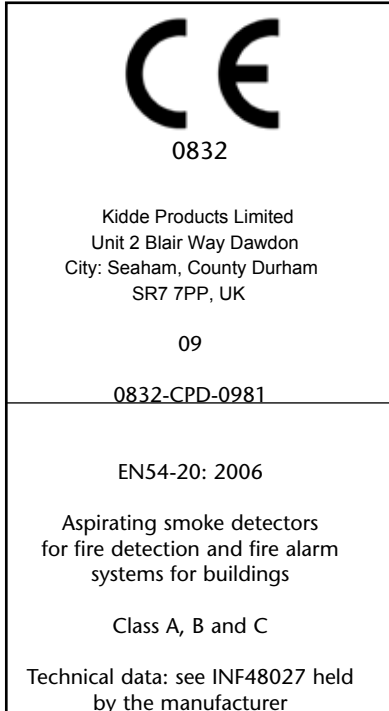 CE
0832
Kidde Products Limited
Unit 2 Blair Way Dawdon
City: Seaham, County Durham
SR7 7PP, UK
09
0832-CPD-0981
EN54-20: 2006
Aspirating smoke detectors
for fire detection and fire alarm
systems for buildings
Class A, B and C
Technical data: see INF48027 held
by the manufacturer